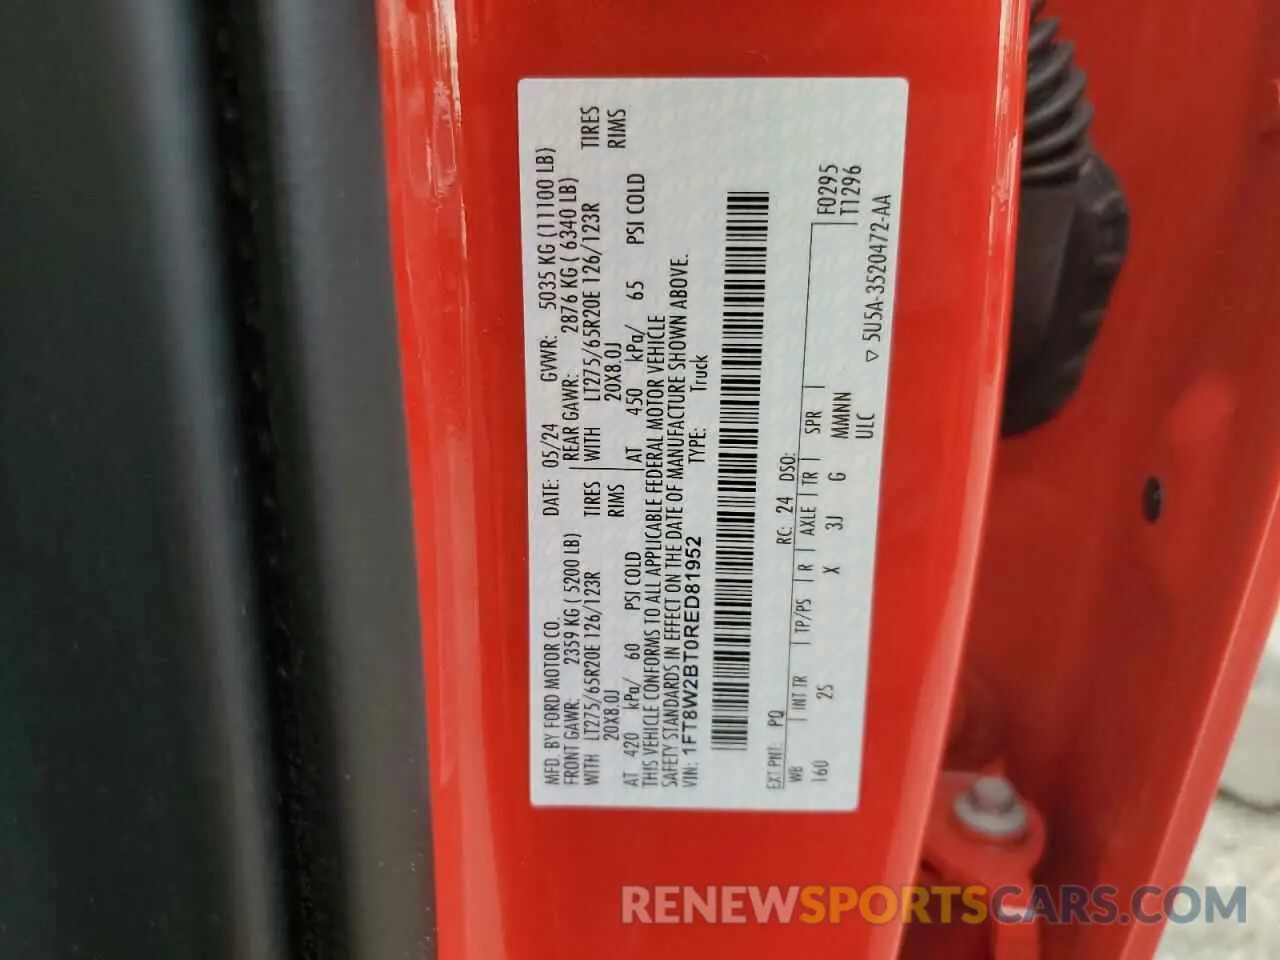 MFD. BY FORD MOTOR CO.
DATE: 05/24 GVWR: 5035 KG (11100 LB)
FRONT GAWR: 2359 KG ( 5200 LB)
REAR GAWR: 2876 KG ( 6340 LB)
WITH LT275/65R20E 126/123R TIRES
WITH LT275/65R20E 126/123R TIRES
20X8.0J RIMS
20X8.0J RIMS
AT 420 kPa/ 60 PSI COLD
AT 450 kPa/ 65 PSI COLD
THIS VEHICLE CONFORMS TO ALL APPLICABLE FEDERAL MOTOR VEHICLE
SAFETY STANDARDS IN EFFECT ON THE DATE OF MANUFACTURE SHOWN ABOVE.
VIN: 1FT8W2BT0RED81952 TYPE: Truck
EXT PNT: PQ RC: 24 DSO: F0295
WB INT TR TP/PS R AXLE TR SPR T1296
160 2S X 3J G MMNN
ULC
▽ 5U5A-3520472-AA
RENEWSPORTSCARS.COM